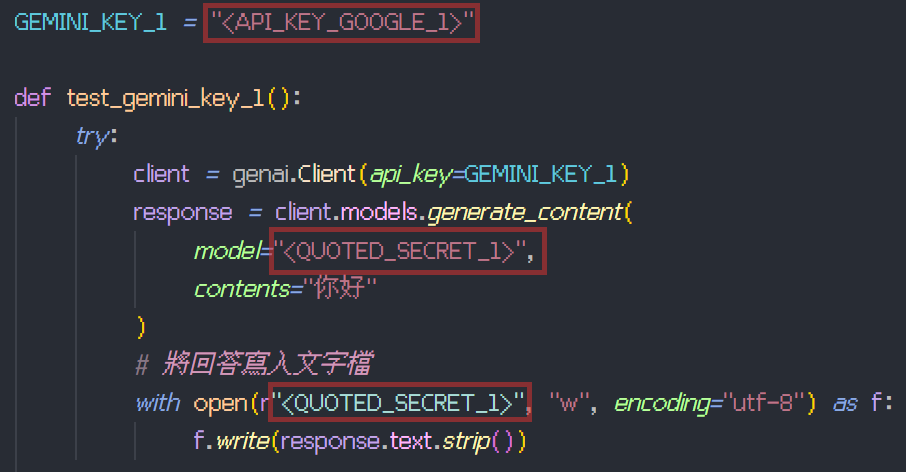 GEMINI_KEY_1 = "<API_KEY_GOOGLE_1>"
def test_gemini_key_1():
try:
client = genai.Client(api_key=GEMINI_KEY_1)
response = client.models.generate_content(
model="<QUOTED_SECRET_1>",
contents="你好"
)
# 將回答寫入文字檔
with open(r"<QUOTED_SECRET_1>", "w", encoding="utf-8") as f:
f.write(response.text.strip())